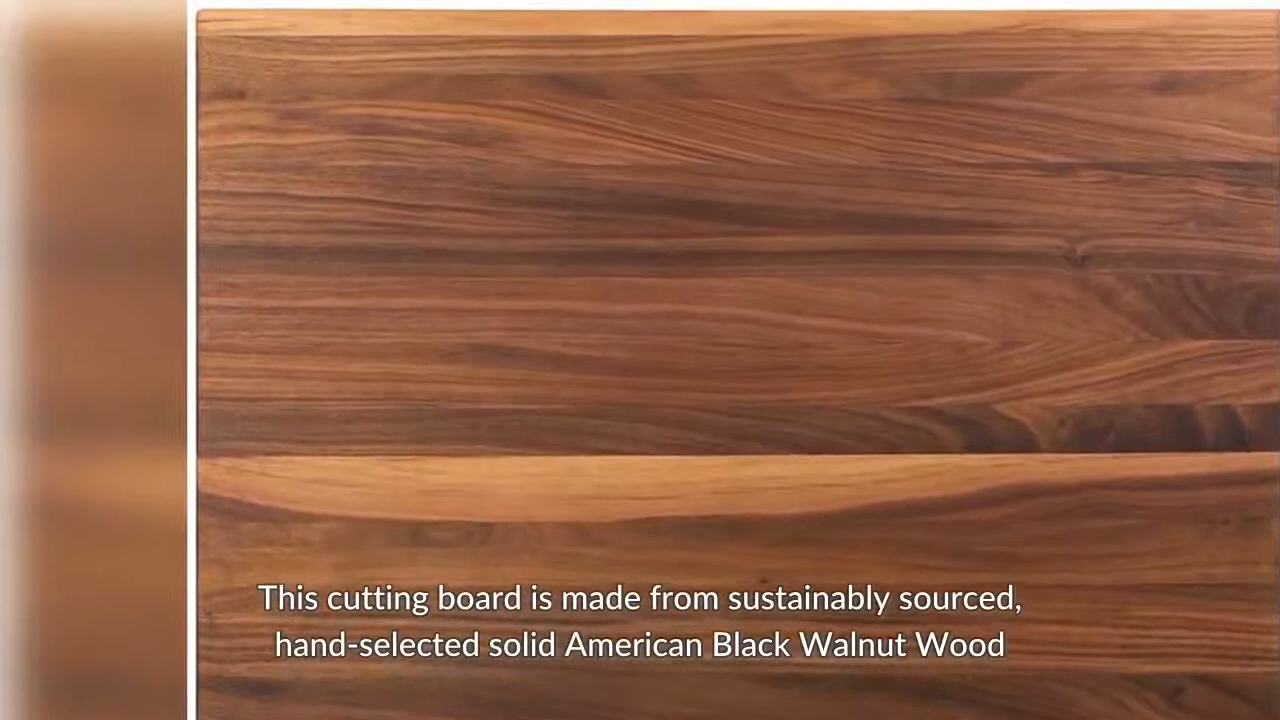 This cutting board is made from sustainably sourced,
hand-selected solid American Black Walnut Wood